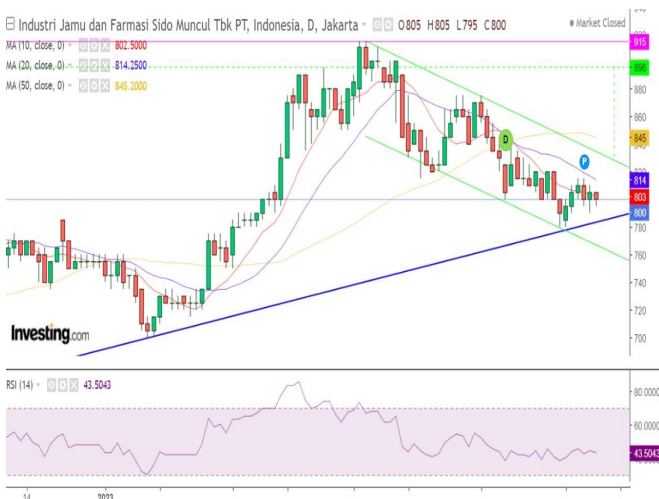 Industri Jamu dan Farmasi Sido Muncul Tbk PT, Indonesia, D, Jakarta O805 H805 L795 C800 Market Closed
MA (10, close, 0) 802.5000
MA (20, close, 0) 814.2500
MA (50, close, 0) 845.2000
915
896
880
860
845
814
803
800
780
760
740
720
700
D
P
Investing.com
RSI (14) 43.5043
80.0000
60.0000
43.5043
14 2023